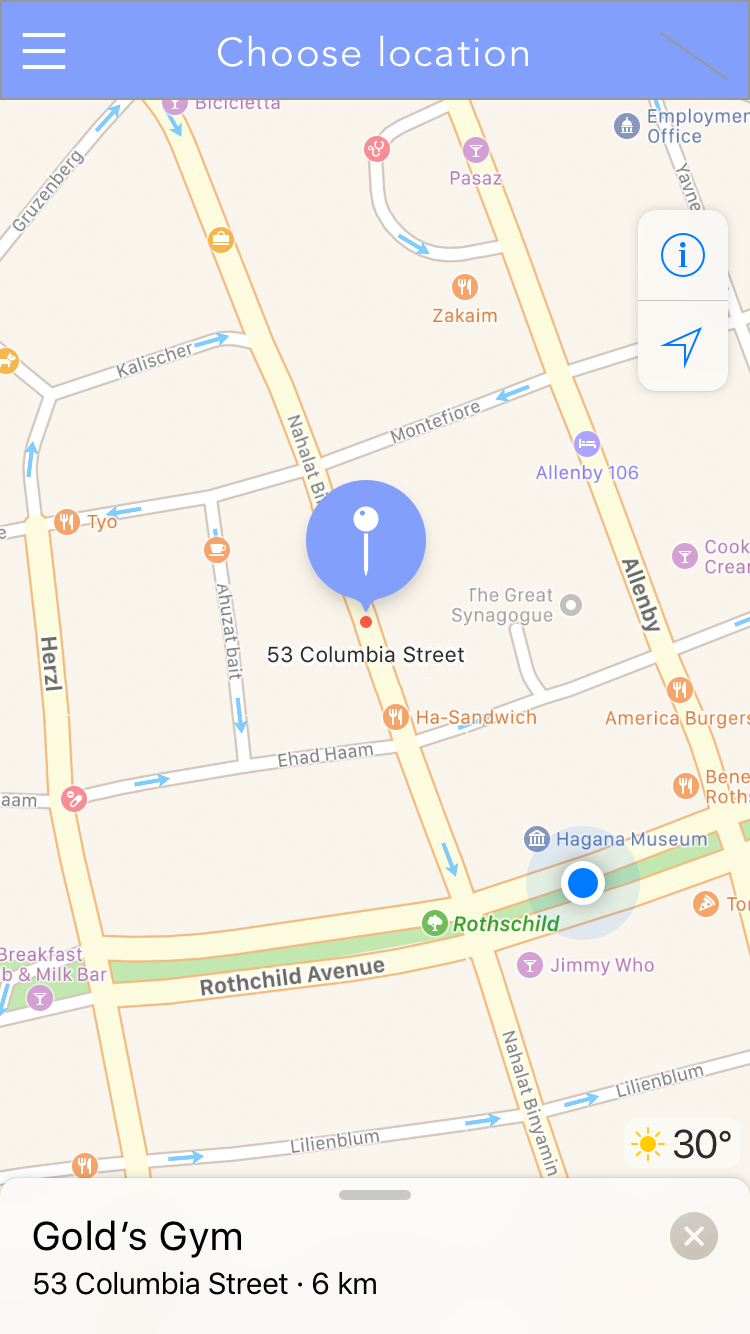 Choose location
Bicicletta
Employmen
Office
Gruzenberg
Pasaz
Yavne
Zakaim
Kalischer
Montefiore
Nahalat Bi
Allenby 106
Tyo
Cook
Crea
Allenby
The Great
Synagogue
Ahuzat bait
Herzl
53 Columbia Street
Ha-Sandwich
America Burgers
Ehad Haam
aam
Bene
Roths
Hagana Museum
Rothschild
Tor
Breakfast
b & Milk Bar
Rothchild Avenue
Jimmy Who
Nahalat Binyamin
Lilienblum
Lilienblum
30°
Gold's Gym
53 Columbia Street · 6 km